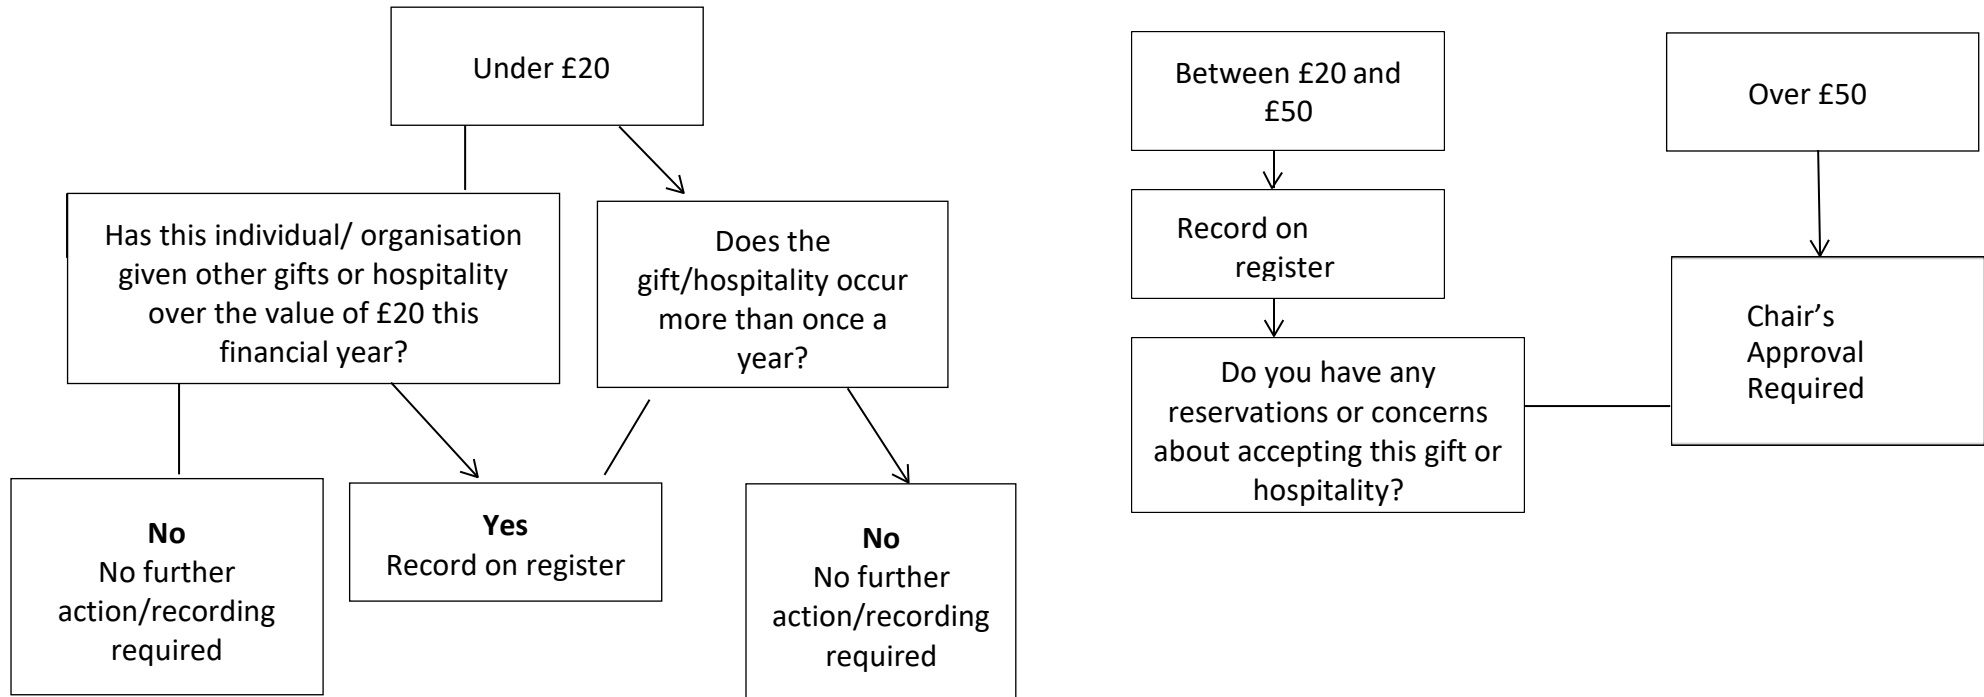 Under £20
Between £20 and
£50
Over £50
Has this individual/ organisation
given other gifts or hospitality
over the value of £20 this
financial year?
Does the
gift/hospitality occur
more than once a
year?
Record on
register
Do you have any
reservations or concerns
about accepting this gift or
hospitality?
Chair’s
Approval
Required
No
No further
action/recording
required
Yes
Record on register
No
No further
action/recording
required